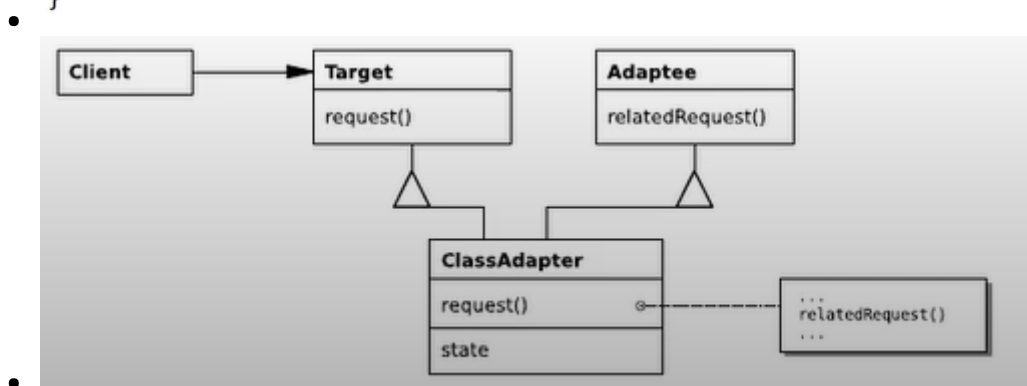 }
Client
Target
request()
Adaptee
relatedRequest()
ClassAdapter
request()
state
...
relatedRequest()
...